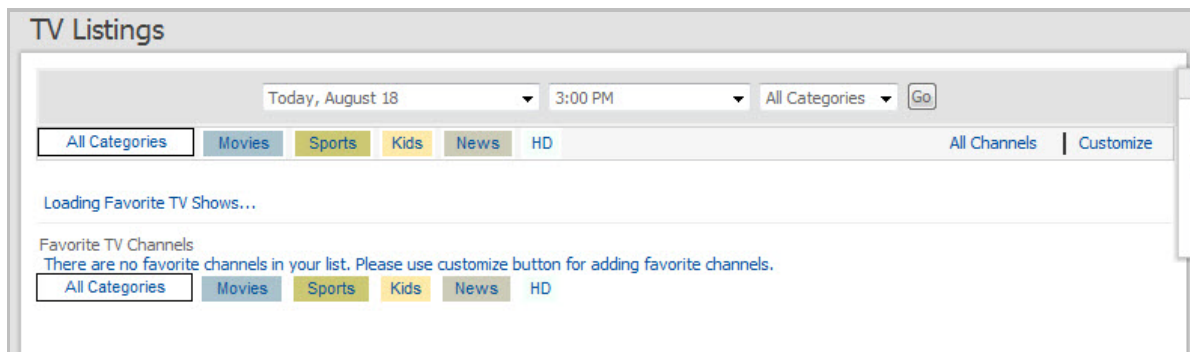 TV Listings
Today, August 18 3:00 PM All Categories Go
All Categories Movies Sports Kids News HD All Channels Customize
Loading Favorite TV Shows...
Favorite TV Channels
There are no favorite channels in your list. Please use customize button for adding favorite channels.
All Categories Movies Sports Kids News HD